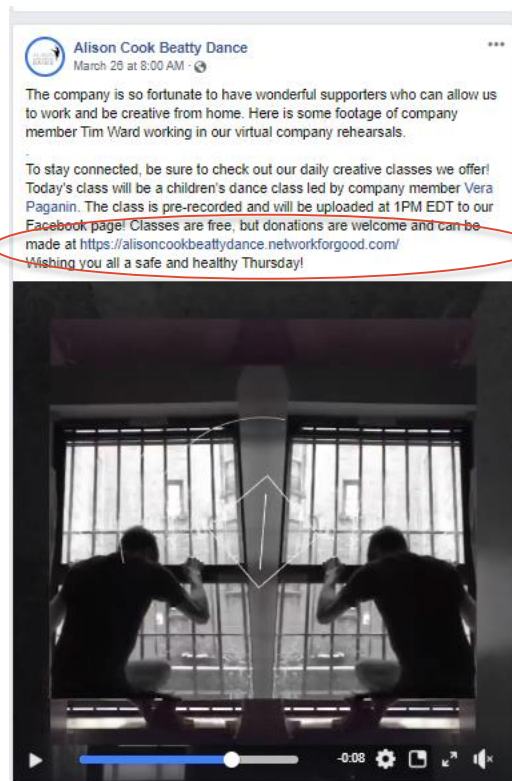 Alison Cook Beatty Dance
March 26 at 8:00 AM ·
The company is so fortunate to have wonderful supporters who can allow us
to work and be creative from home. Here is some footage of company
member Tim Ward working in our virtual company rehearsals.
.
To stay connected, be sure to check out our daily creative classes we offer!
Today's class will be a children's dance class led by company member Vera
Paganin. The class is pre-recorded and will be uploaded at 1PM EDT to our
Facebook page! Classes are free, but donations are welcome and can be
made at https://alisoncookbeattydance.networkforgood.com/
Wishing you all a safe and healthy Thursday!
-0:08